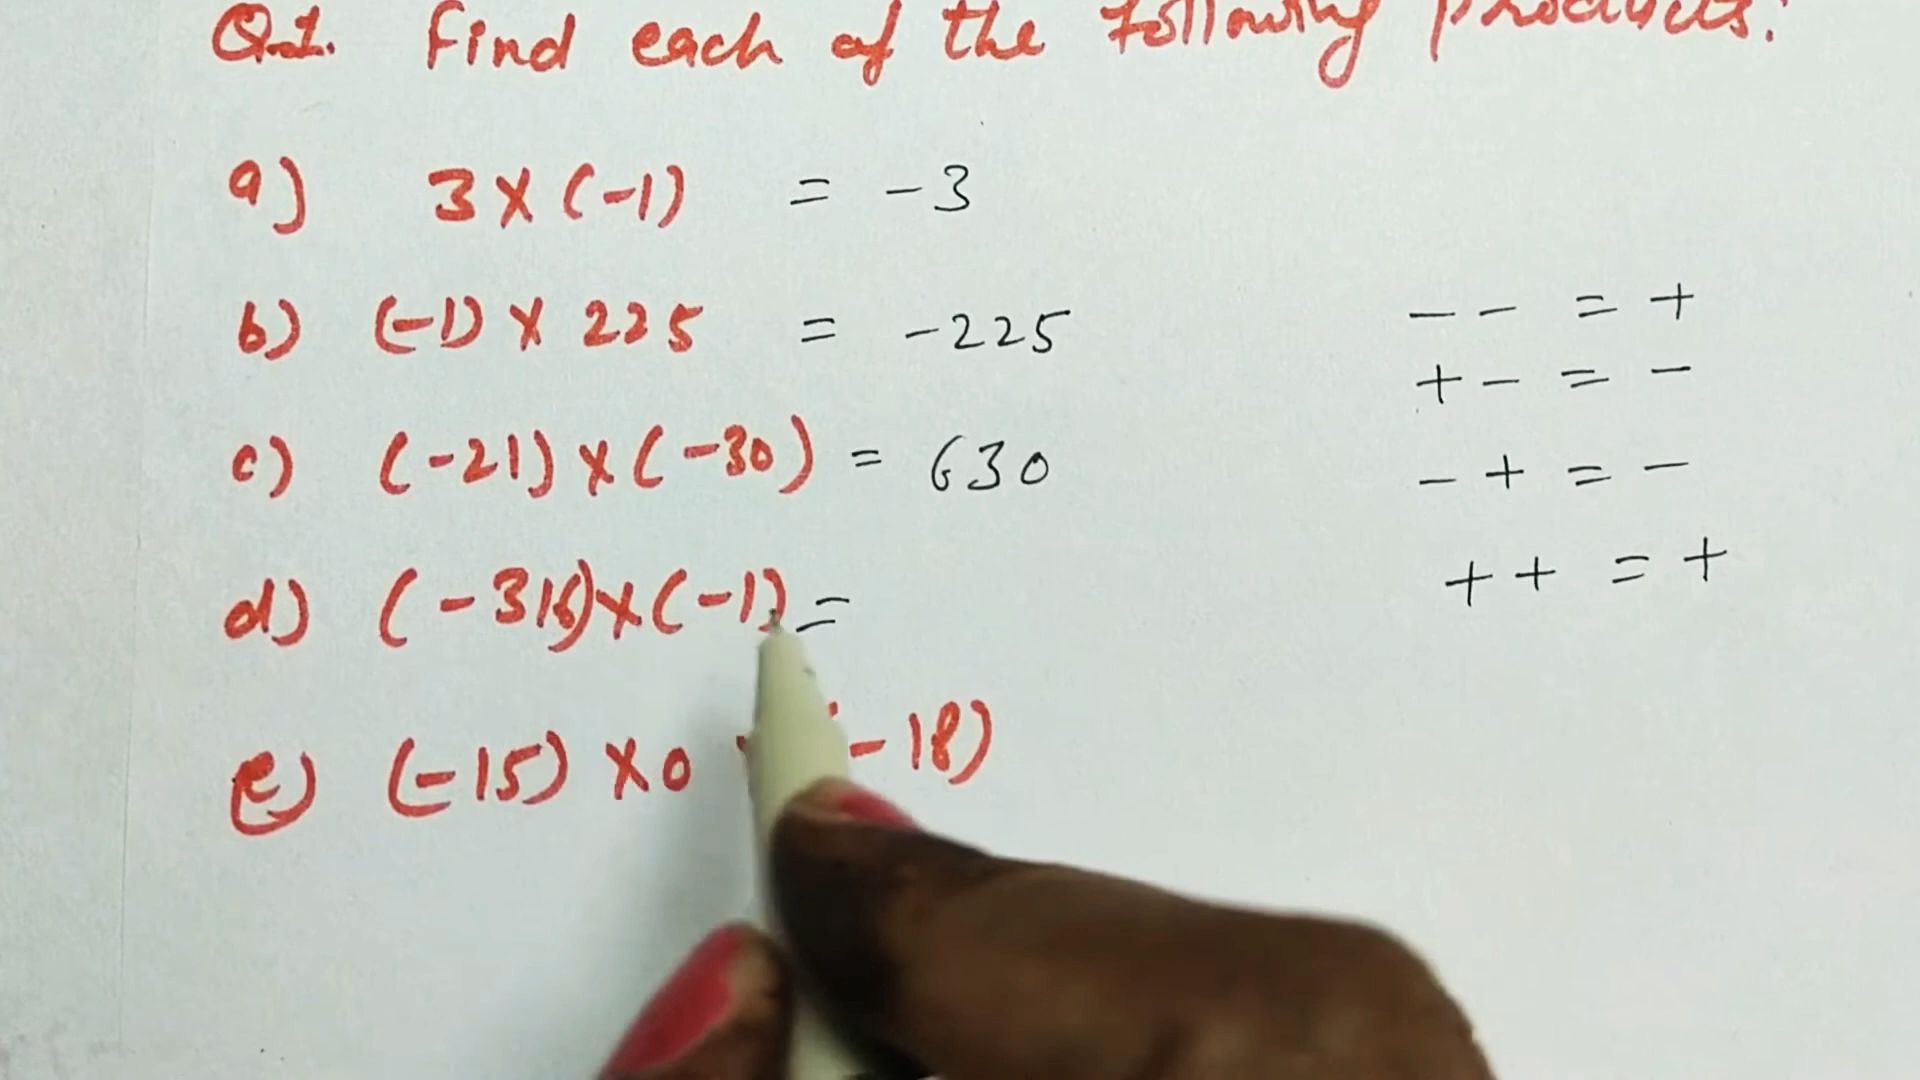 Q.1. Find each of the following products:
a) 3 X (-1) = -3
b) (-1) X 225 = -225
c) (-21) X (-30) = 630
d) (-316) X (-1) =
e) (-15) X 0 (-18)
- - = +
+ - = -
- + = -
+ + = +